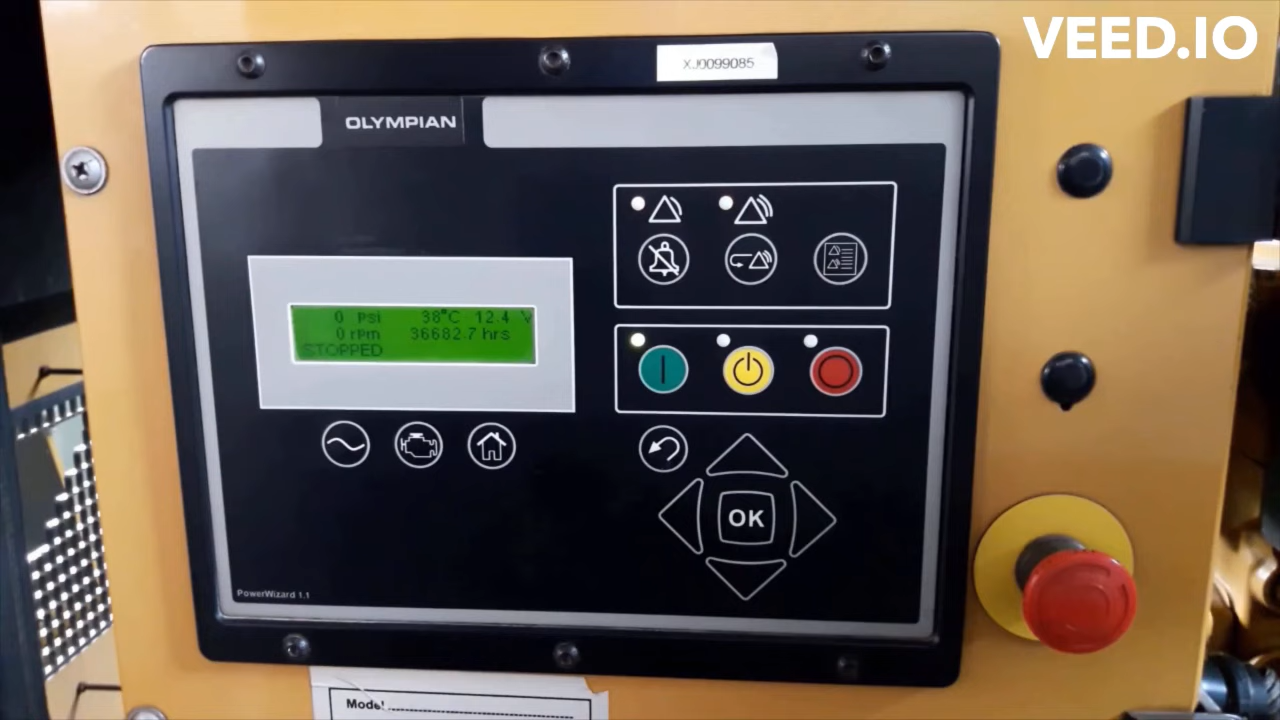 VEED.IO
XJ0099085
OLYMPIAN
0 psi 38°C 12.4 V
0 rpm 36682.7 hrs
STOPPED
OK
PowerWizard 1.1
Model